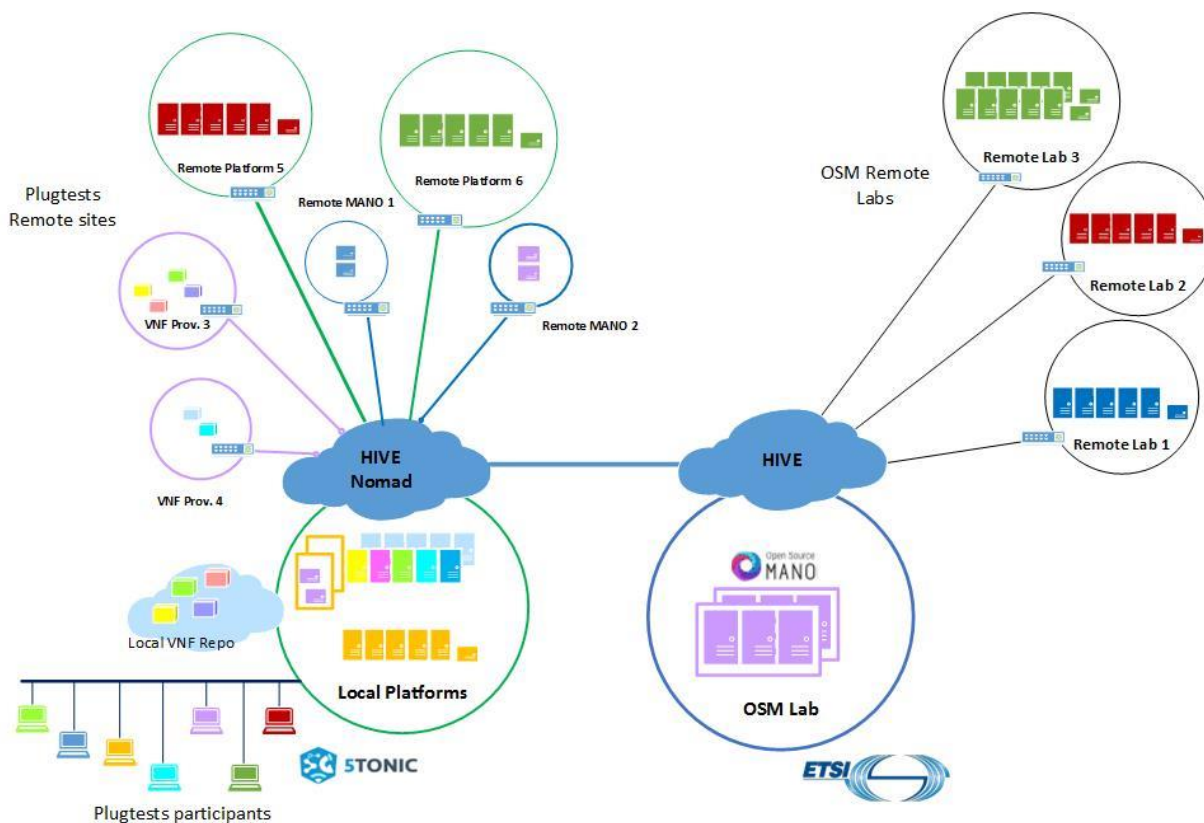 Plugtests
Remote sites
Remote Platform 5
Remote Platform 6
Remote MANO 1
Remote MANO 2
VNF Prov. 3
VNF Prov. 4
HIVE
Nomad
Local VNF Repo
Local Platforms
Plugtests participants
5TONIC
OSM Remote
Labs
Remote Lab 3
Remote Lab 2
Remote Lab 1
HIVE
Open Source
MANO
OSM Lab
ETSI